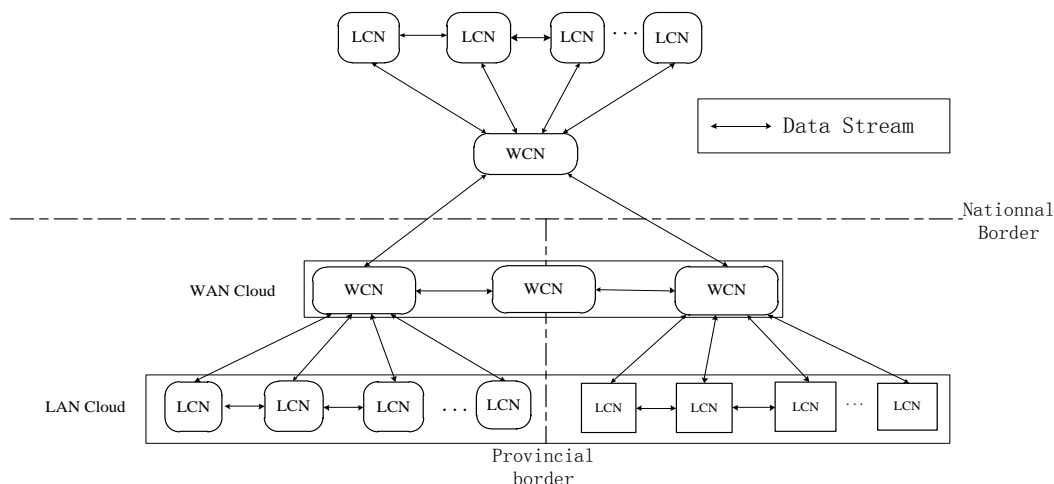 LCN LCN LCN ... LCN
Data Stream
WCN
Nationnal
Border
WAN Cloud WCN WCN WCN
LAN Cloud LCN LCN LCN ... LCN LCN LCN LCN ... LCN
Provincial
border